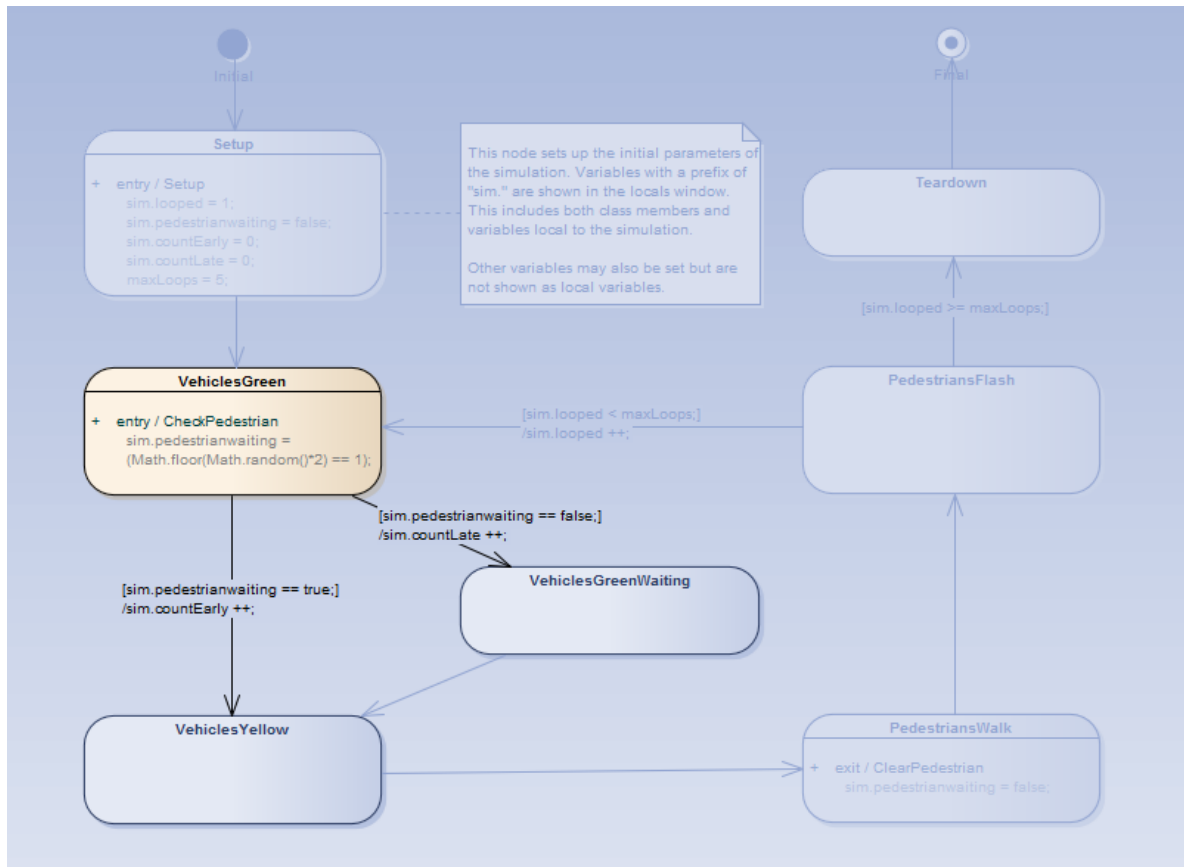 Initial
Final
Setup
+ entry / Setup
sim.looped = 1;
sim.pedestrianwaiting = false;
sim.countEarly = 0;
sim.countLate = 0;
maxLoops = 5;
This node sets up the initial parameters of
the simulation. Variables with a prefix of
"sim." are shown in the locals window.
This includes both class members and
variables local to the simulation.
Other variables may also be set but are
not shown as local variables.
Teardown
[sim.looped >= maxLoops;]
VehiclesGreen
+ entry / CheckPedestrian
sim.pedestrianwaiting =
(Math.floor(Math.random()*2) == 1);
[sim.looped < maxLoops;]
/sim.looped ++;
PedestriansFlash
[sim.pedestrianwaiting == false;]
/sim.countLate ++;
[sim.pedestrianwaiting == true;]
/sim.countEarly ++;
VehiclesGreenWaiting
VehiclesYellow
PedestriansWalk
+ exit / ClearPedestrian
sim.pedestrianwaiting = false;